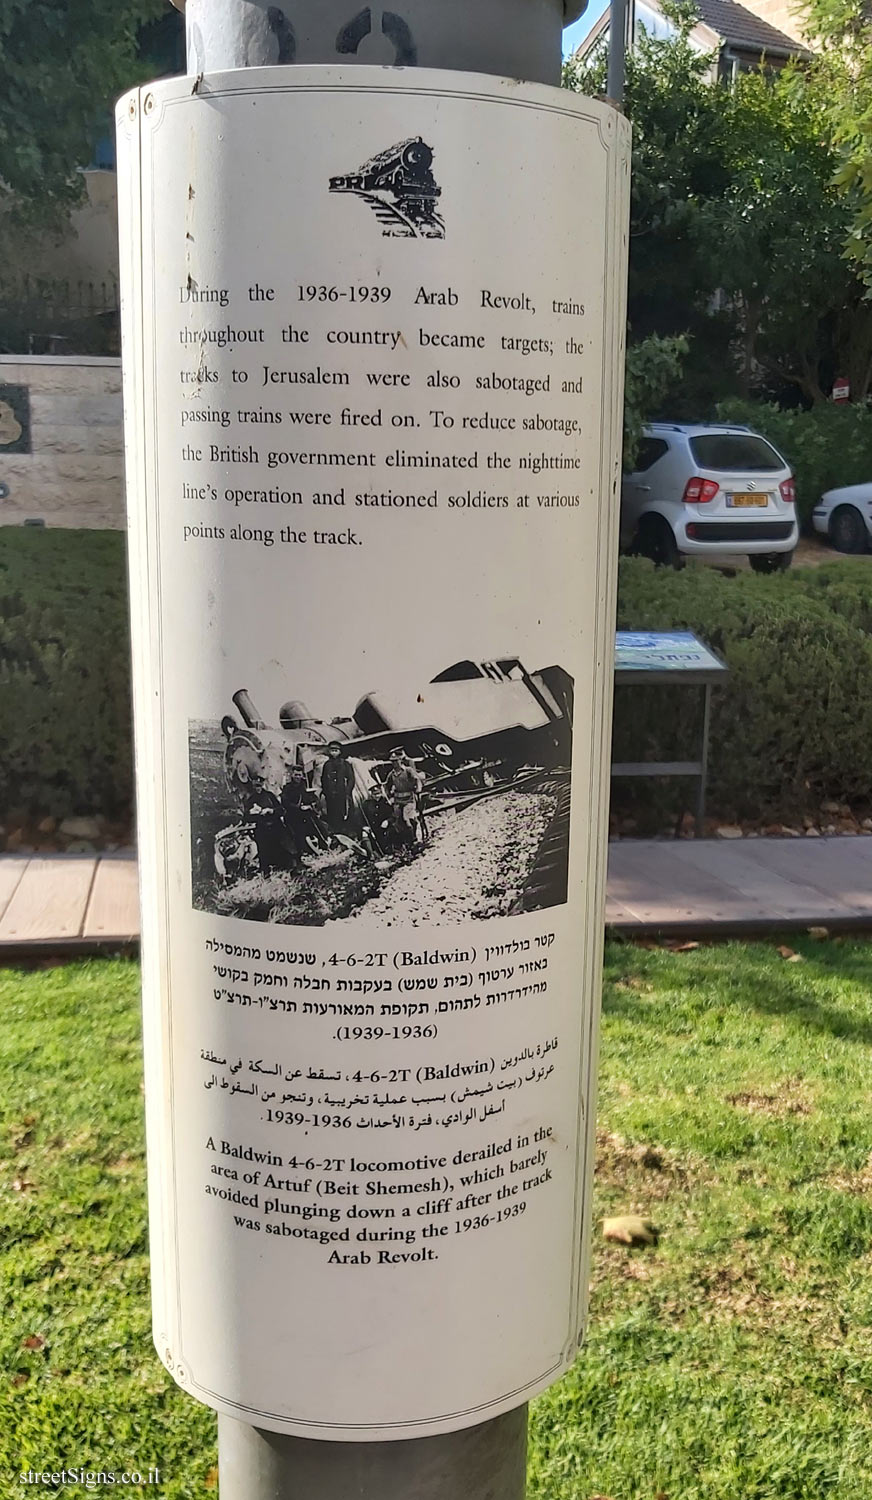 PR
During the 1936-1939 Arab Revolt, trains
throughout the country became targets; the
tracks to Jerusalem were also sabotaged and
passing trains were fired on. To reduce sabotage,
the British government eliminated the nighttime
line's operation and stationed soldiers at various
points along the track.
קטר בולדווין 4-6-2T (Baldwin), שנשמט מהמסילה
באזור ערטוף (בית שמש) בעקבות חבלה וחמק בקושי
מהידרדרות לתהום, תקופת המאורעות תרצ"ו-תרצ"ט
(1939-1936).
قاطرة بالدوين 4-6-2T (Baldwin)، تسقط عن السكة في منطقة
عرتوف (بيت شيمش) بسبب عملية تخريبية، وتنجو من السقوط الى
أسفل الوادي، فترة الأحداث 1936-1939.
A Baldwin 4-6-2T locomotive derailed in the
area of Artuf (Beit Shemesh), which barely
avoided plunging down a cliff after the track
was sabotaged during the 1936-1939
Arab Revolt.
streetSigns.co.il